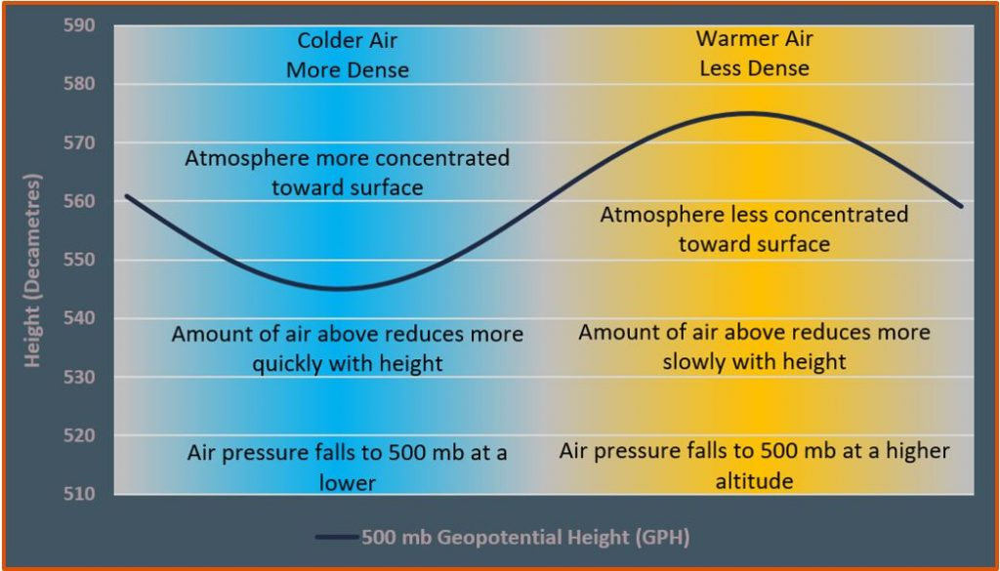 590
580
570
560
550
540
530
520
510
Height (Decametres)
Colder Air
More Dense
Warmer Air
Less Dense
Atmosphere more concentrated
toward surface
Atmosphere less concentrated
toward surface
Amount of air above reduces more
quickly with height
Amount of air above reduces more
slowly with height
Air pressure falls to 500 mb at a
lower
Air pressure falls to 500 mb at a higher
altitude
500 mb Geopotential Height (GPH)